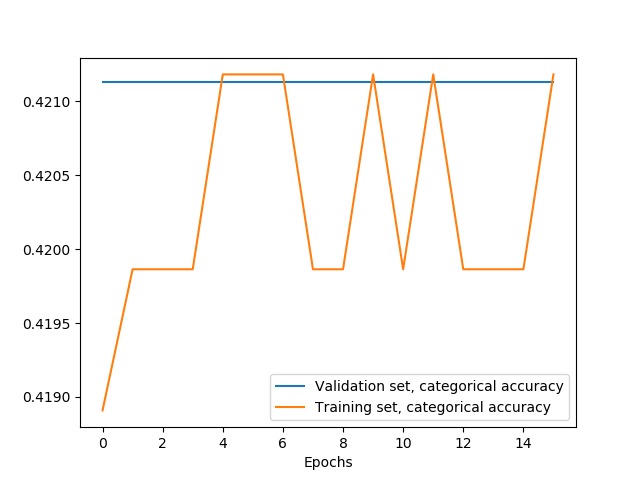 0.4210
0.4205
0.4200
0.4195
0.4190
Validation set, categorical accuracy
Training set, categorical accuracy
0 2 4 6 8 10 12 14
Epochs